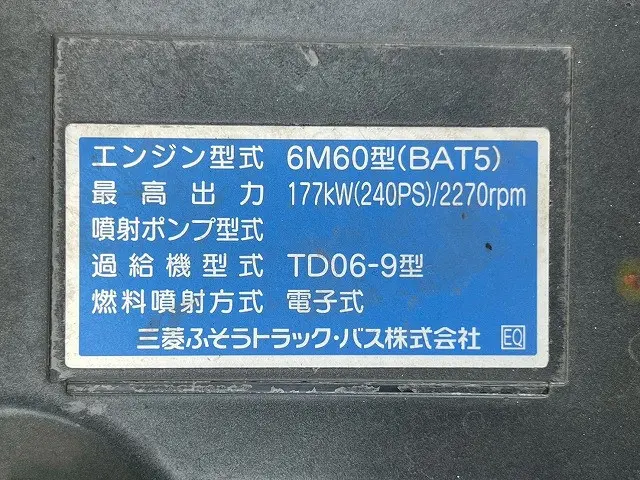 エンジン型式 6M60型(BAT5)
最高出力 177kW(240PS)/2270rpm
噴射ポンプ型式
過給機型式 TD06-9型
燃料噴射方式 電子式
三菱ふそうトラック・バス株式会社 EQ